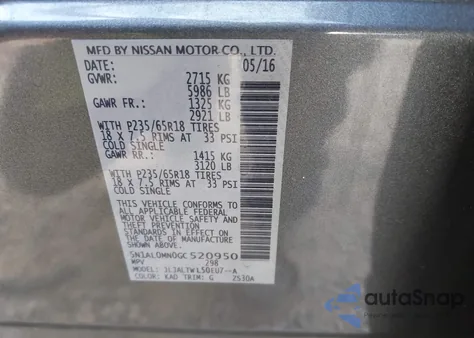 MFD BY NISSAN MOTOR CO., LTD.
DATE: 05/16
GVWR: 2715 KG
5986 LB
GAWR FR.: 1325 KG
2921 LB
WITH P235/65R18 TIRES
18 X 7.5 RIMS AT 33 PSI
COLD SINGLE
GAWR RR.: 1415 KG
3120 LB
WITH P235/65R18 TIRES
18 X 7.5 RIMS AT 33 PSI
COLD SINGLE
THIS VEHICLE CONFORMS TO
ALL APPLICABLE FEDERAL
MOTOR VEHICLE SAFETY AND
THEFT PREVENTION STANDARDS
IN EFFECT ON THE DATE OF
MANUFACTURE SHOWN ABOVE.
5N1AL0MN0GC520950
MPV 298
MODEL:
COLOR: KAD TRIM: G 2530A
autoSnap